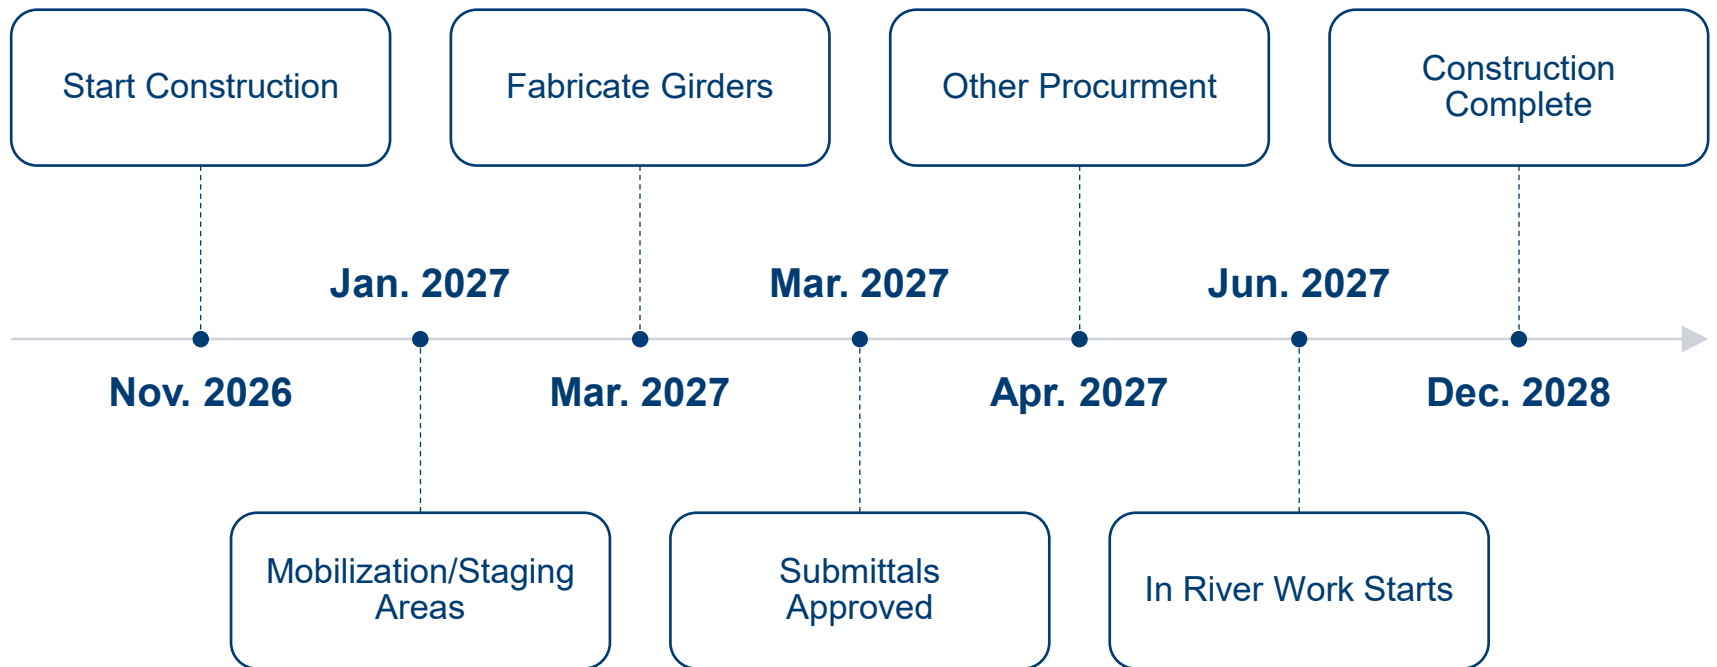 Start Construction
Fabricate Girders
Other Procurment
Construction
Complete
Jan. 2027
Mar. 2027
Jun. 2027
Nov. 2026
Mar. 2027
Apr. 2027
Dec. 2028
Mobilization/Staging
Areas
Submittals
Approved
In River Work Starts